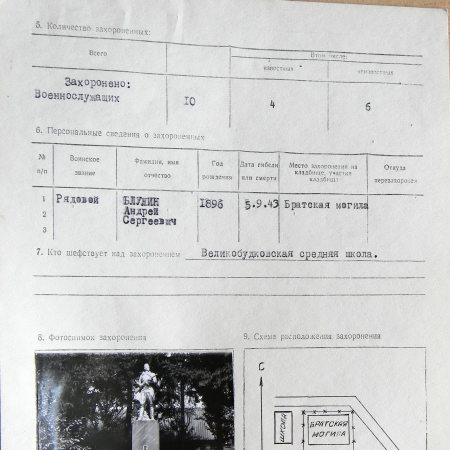 5. Количество захороненных:
Всего
В том числе:
известных
неизвестных
Захоронено:
Военнослужащих 10 4 6
6. Персональные сведения о захороненных
№ п/п
Воинское звание
Фамилия, имя отчество
Год рождения
Дата гибели или смерти
Место захоронения на кладбище, участка кладбища
Откуда перезахоронен
1 Рядовой БЛУДИН 1896 5.9.43 Братская могила
2 Андрей
Сергеевич
3
7. Кто шефствует над захоронением Великобудковская средняя школа.
8. Фотоснимок захоронения
9. Схема расположения захоронения
С
ШКОЛА
БРАТСКАЯ
МОГИЛА